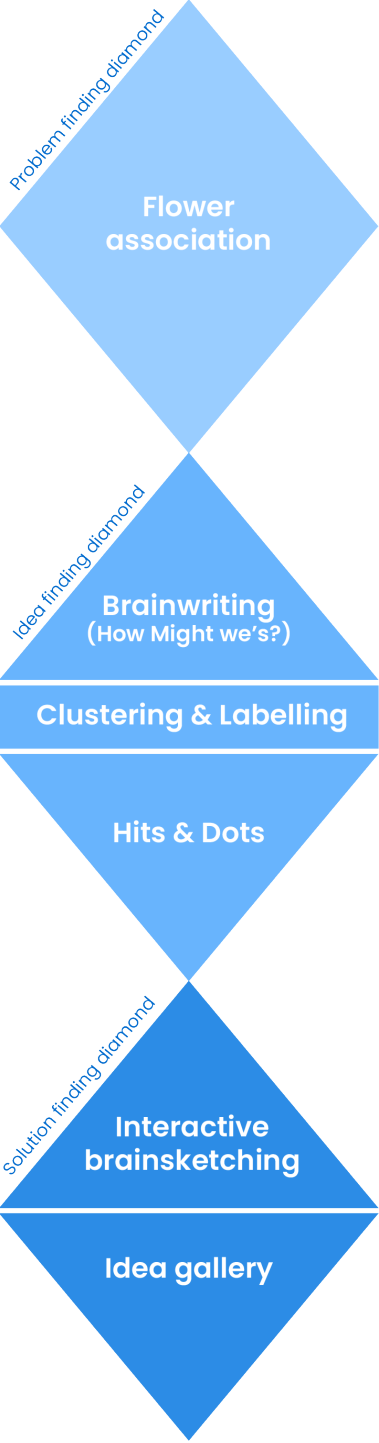 Problem finding diamond
Flower
association
Idea finding diamond
Brainwriting
(How Might we’s?)
Clustering & Labelling
Hits & Dots
Solution finding diamond
Interactive
brainsketching
Idea gallery